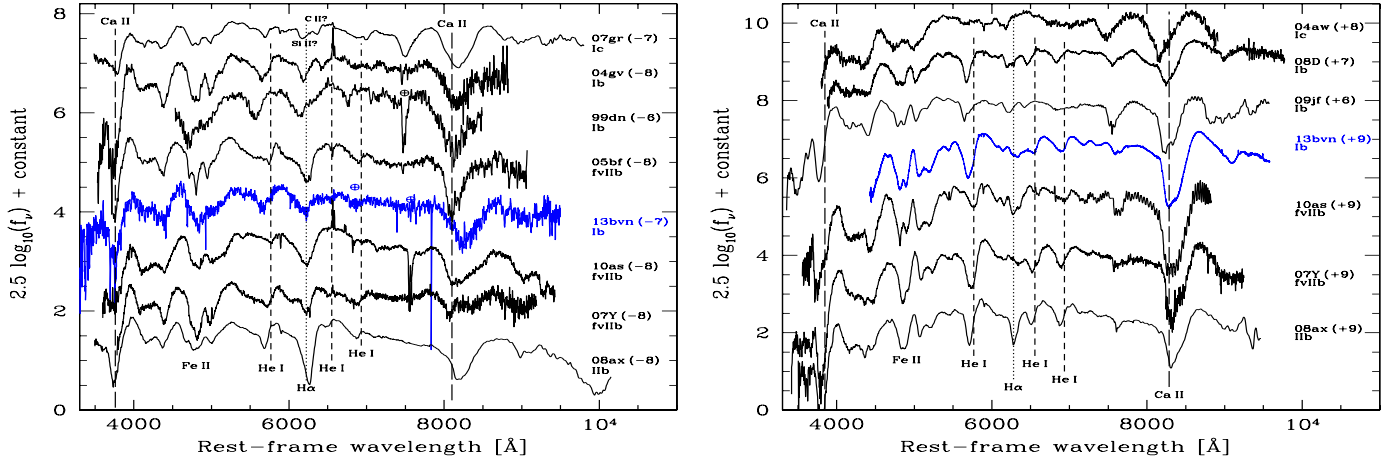 Ca II
C II?
Si II?
Ca II
07gr (−7)
Ic
04gv (−8)
Ib
99dn (−6)
Ib
05bf (−8)
fvIIb
13bvn (−7)
Ib
10as (−8)
fvIIb
07Y (−8)
fvIIb
08ax (−8)
IIb
Fe II
He I
Hα
He I
He I
8
6
4
2
0
2.5 log₁₀(fν) + constant
4000
6000
8000
10⁴
Rest−frame wavelength [Å]
Ca II
04aw (+8)
Ic
08D (+7)
Ib
09jf (+6)
Ib
13bvn (+9)
Ib
10as (+9)
fvIIb
07Y (+9)
fvIIb
08ax (+9)
IIb
Fe II
He I
Hα
He I
He I
Ca II
10
8
6
4
2
0
2.5 log₁₀(fν) + constant
4000
6000
8000
10⁴
Rest−frame wavelength [Å]